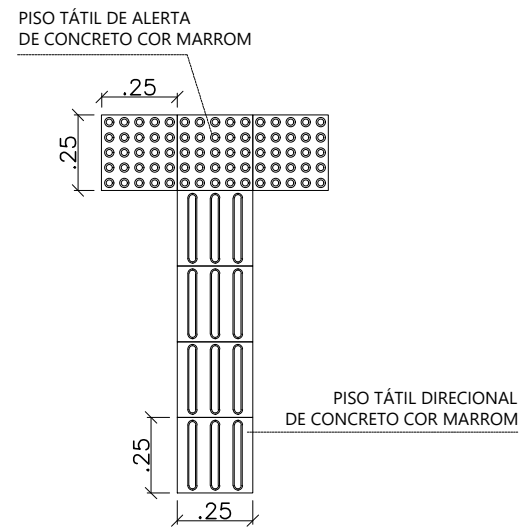 PISO TÁTIL DE ALERTA
DE CONCRETO COR MARROM
.25
.25
PISO TÁTIL DIRECIONAL
DE CONCRETO COR MARROM
.25
.25